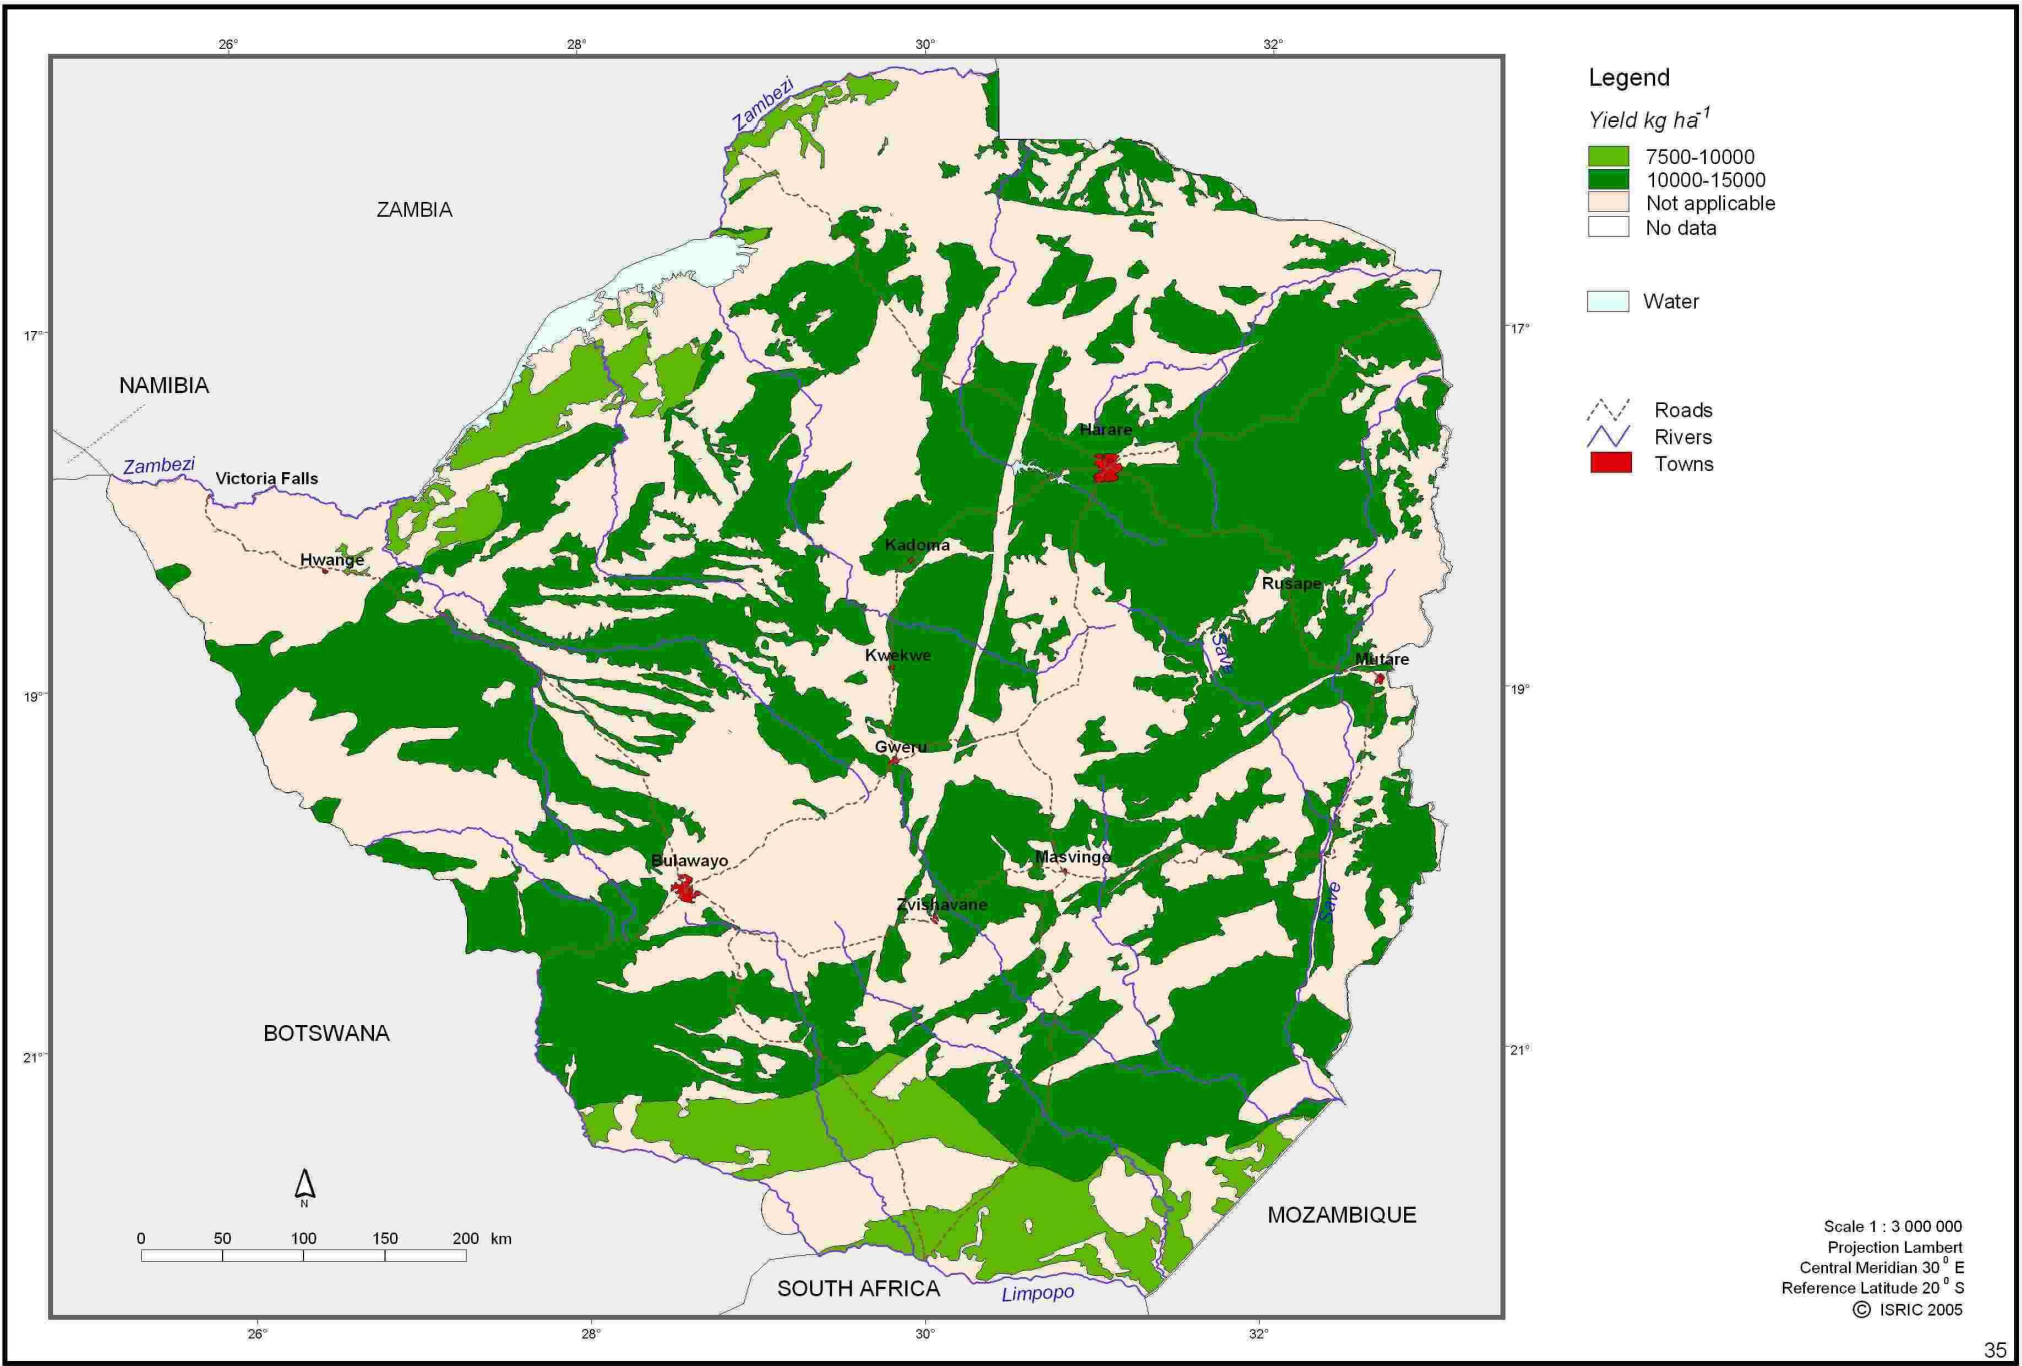 26° 28° 30° 32°
Legend
Yield kg ha-1
7500-10000
10000-15000
Not applicable
No data
Water
Roads
Rivers
Towns
Zambezi
ZAMBIA
17° 17°
NAMIBIA
Harare
Zambezi
Victoria Falls
Kadoma
Hwange
Rusape
Save
Kwekwe
Mutare
19° 19°
Gweru
Bulawayo
Masvingo
Zvishavane
Save
BOTSWANA
21° 21°
N
MOZAMBIQUE
0 50 100 150 200 km
SOUTH AFRICA
Limpopo
Scale 1 : 3 000 000
Projection Lambert
Central Meridian 30° E
Reference Latitude 20° S
© ISRIC 2005
26° 28° 30° 32°
35